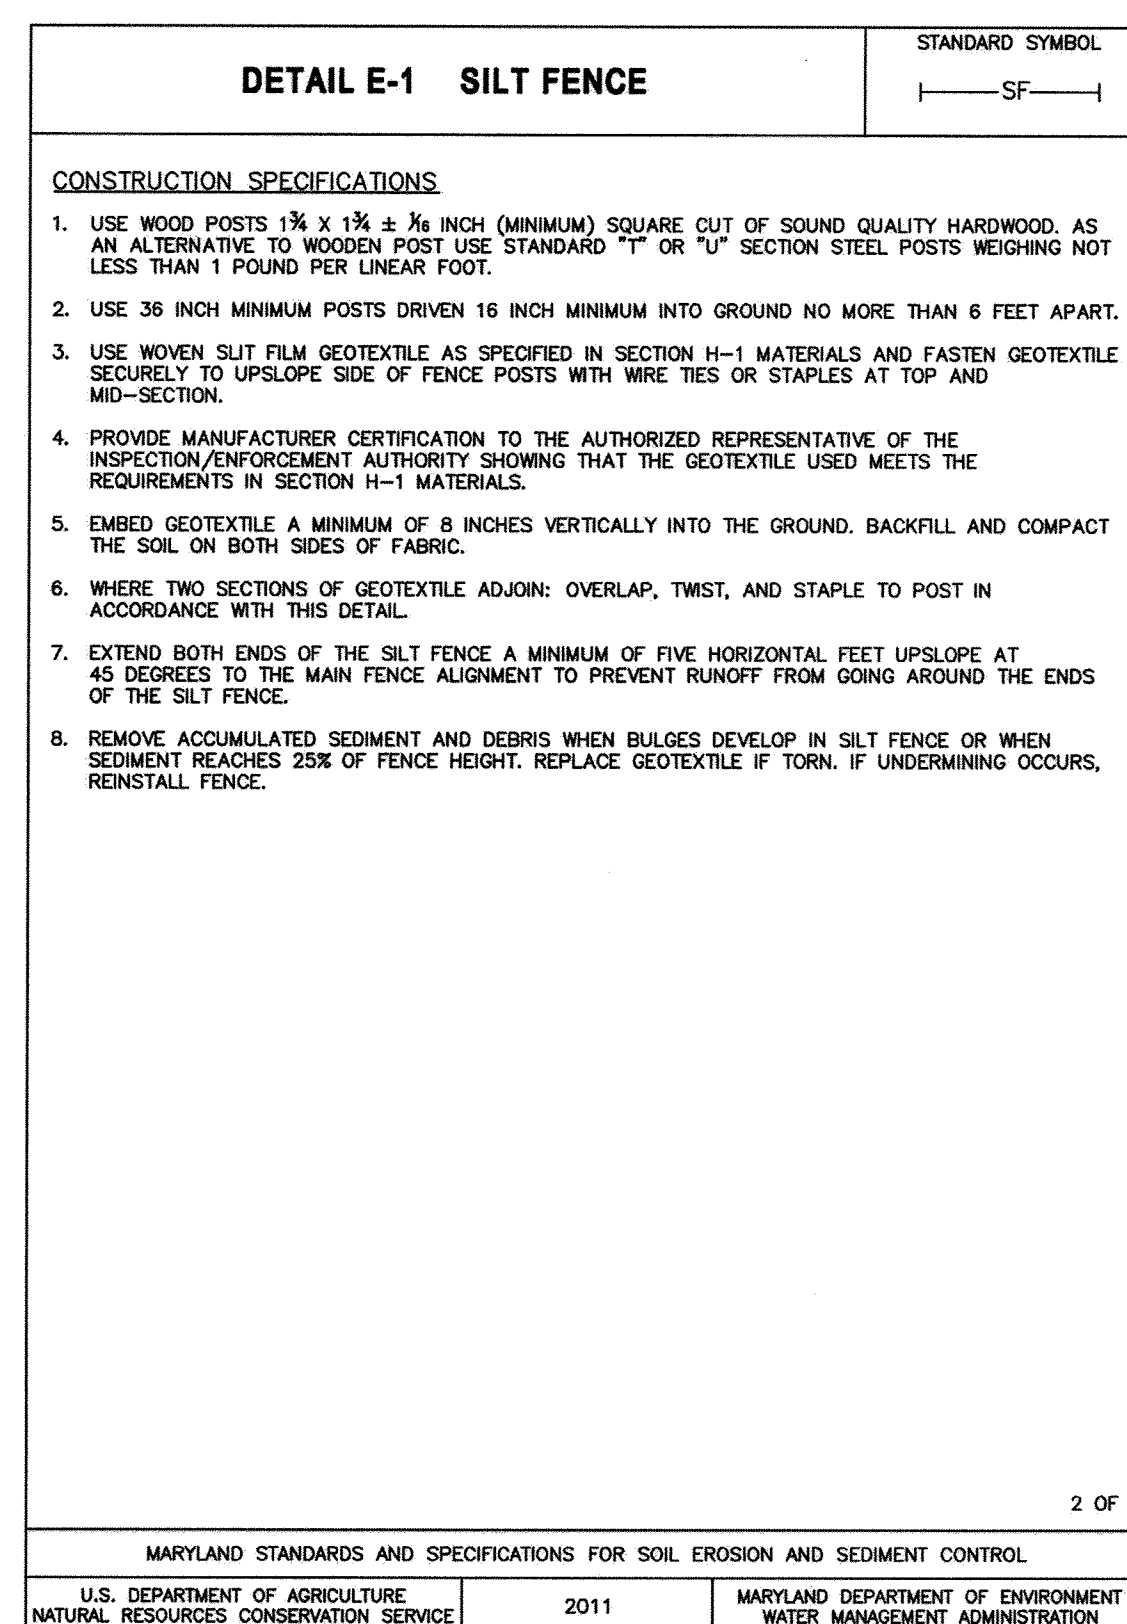 DETAIL E-1 SILT FENCE
STANDARD SYMBOL
SF
CONSTRUCTION SPECIFICATIONS
1. USE WOOD POSTS 1¾ X 1¾ ± 1/16 INCH (MINIMUM) SQUARE CUT OF SOUND QUALITY HARDWOOD. AS
AN ALTERNATIVE TO WOODEN POST USE STANDARD "T" OR "U" SECTION STEEL POSTS WEIGHING NOT
LESS THAN 1 POUND PER LINEAR FOOT.
2. USE 36 INCH MINIMUM POSTS DRIVEN 16 INCH MINIMUM INTO GROUND NO MORE THAN 6 FEET APART.
3. USE WOVEN SLIT FILM GEOTEXTILE AS SPECIFIED IN SECTION H-1 MATERIALS AND FASTEN GEOTEXTILE
SECURELY TO UPSLOPE SIDE OF FENCE POSTS WITH WIRE TIES OR STAPLES AT TOP AND
MID-SECTION.
4. PROVIDE MANUFACTURER CERTIFICATION TO THE AUTHORIZED REPRESENTATIVE OF THE
INSPECTION/ENFORCEMENT AUTHORITY SHOWING THAT THE GEOTEXTILE USED MEETS THE
REQUIREMENTS IN SECTION H-1 MATERIALS.
5. EMBED GEOTEXTILE A MINIMUM OF 8 INCHES VERTICALLY INTO THE GROUND. BACKFILL AND COMPACT
THE SOIL ON BOTH SIDES OF FABRIC.
6. WHERE TWO SECTIONS OF GEOTEXTILE ADJOIN: OVERLAP, TWIST, AND STAPLE TO POST IN
ACCORDANCE WITH THIS DETAIL.
7. EXTEND BOTH ENDS OF THE SILT FENCE A MINIMUM OF FIVE HORIZONTAL FEET UPSLOPE AT
45 DEGREES TO THE MAIN FENCE ALIGNMENT TO PREVENT RUNOFF FROM GOING AROUND THE ENDS
OF THE SILT FENCE.
8. REMOVE ACCUMULATED SEDIMENT AND DEBRIS WHEN BULGES DEVELOP IN SILT FENCE OR WHEN
SEDIMENT REACHES 25% OF FENCE HEIGHT. REPLACE GEOTEXTILE IF TORN. IF UNDERMINING OCCURS,
REINSTALL FENCE.
2 OF
MARYLAND STANDARDS AND SPECIFICATIONS FOR SOIL EROSION AND SEDIMENT CONTROL
U.S. DEPARTMENT OF AGRICULTURE
NATURAL RESOURCES CONSERVATION SERVICE
2011
MARYLAND DEPARTMENT OF ENVIRONMENT
WATER MANAGEMENT ADMINISTRATION